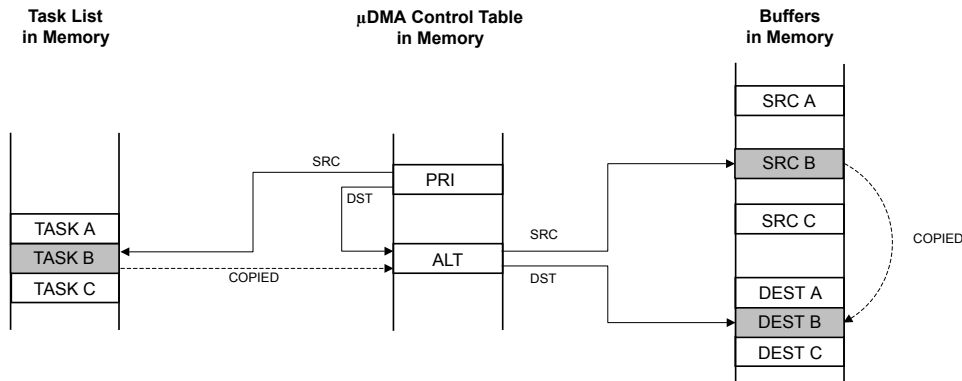 Task List
in Memory
µDMA Control Table
in Memory
Buffers
in Memory
SRC A
SRC
SRC B
PRI
DST
TASK A
SRC C
SRC
COPIED
TASK B
ALT
COPIED
DST
TASK C
DEST A
DEST B
DEST C